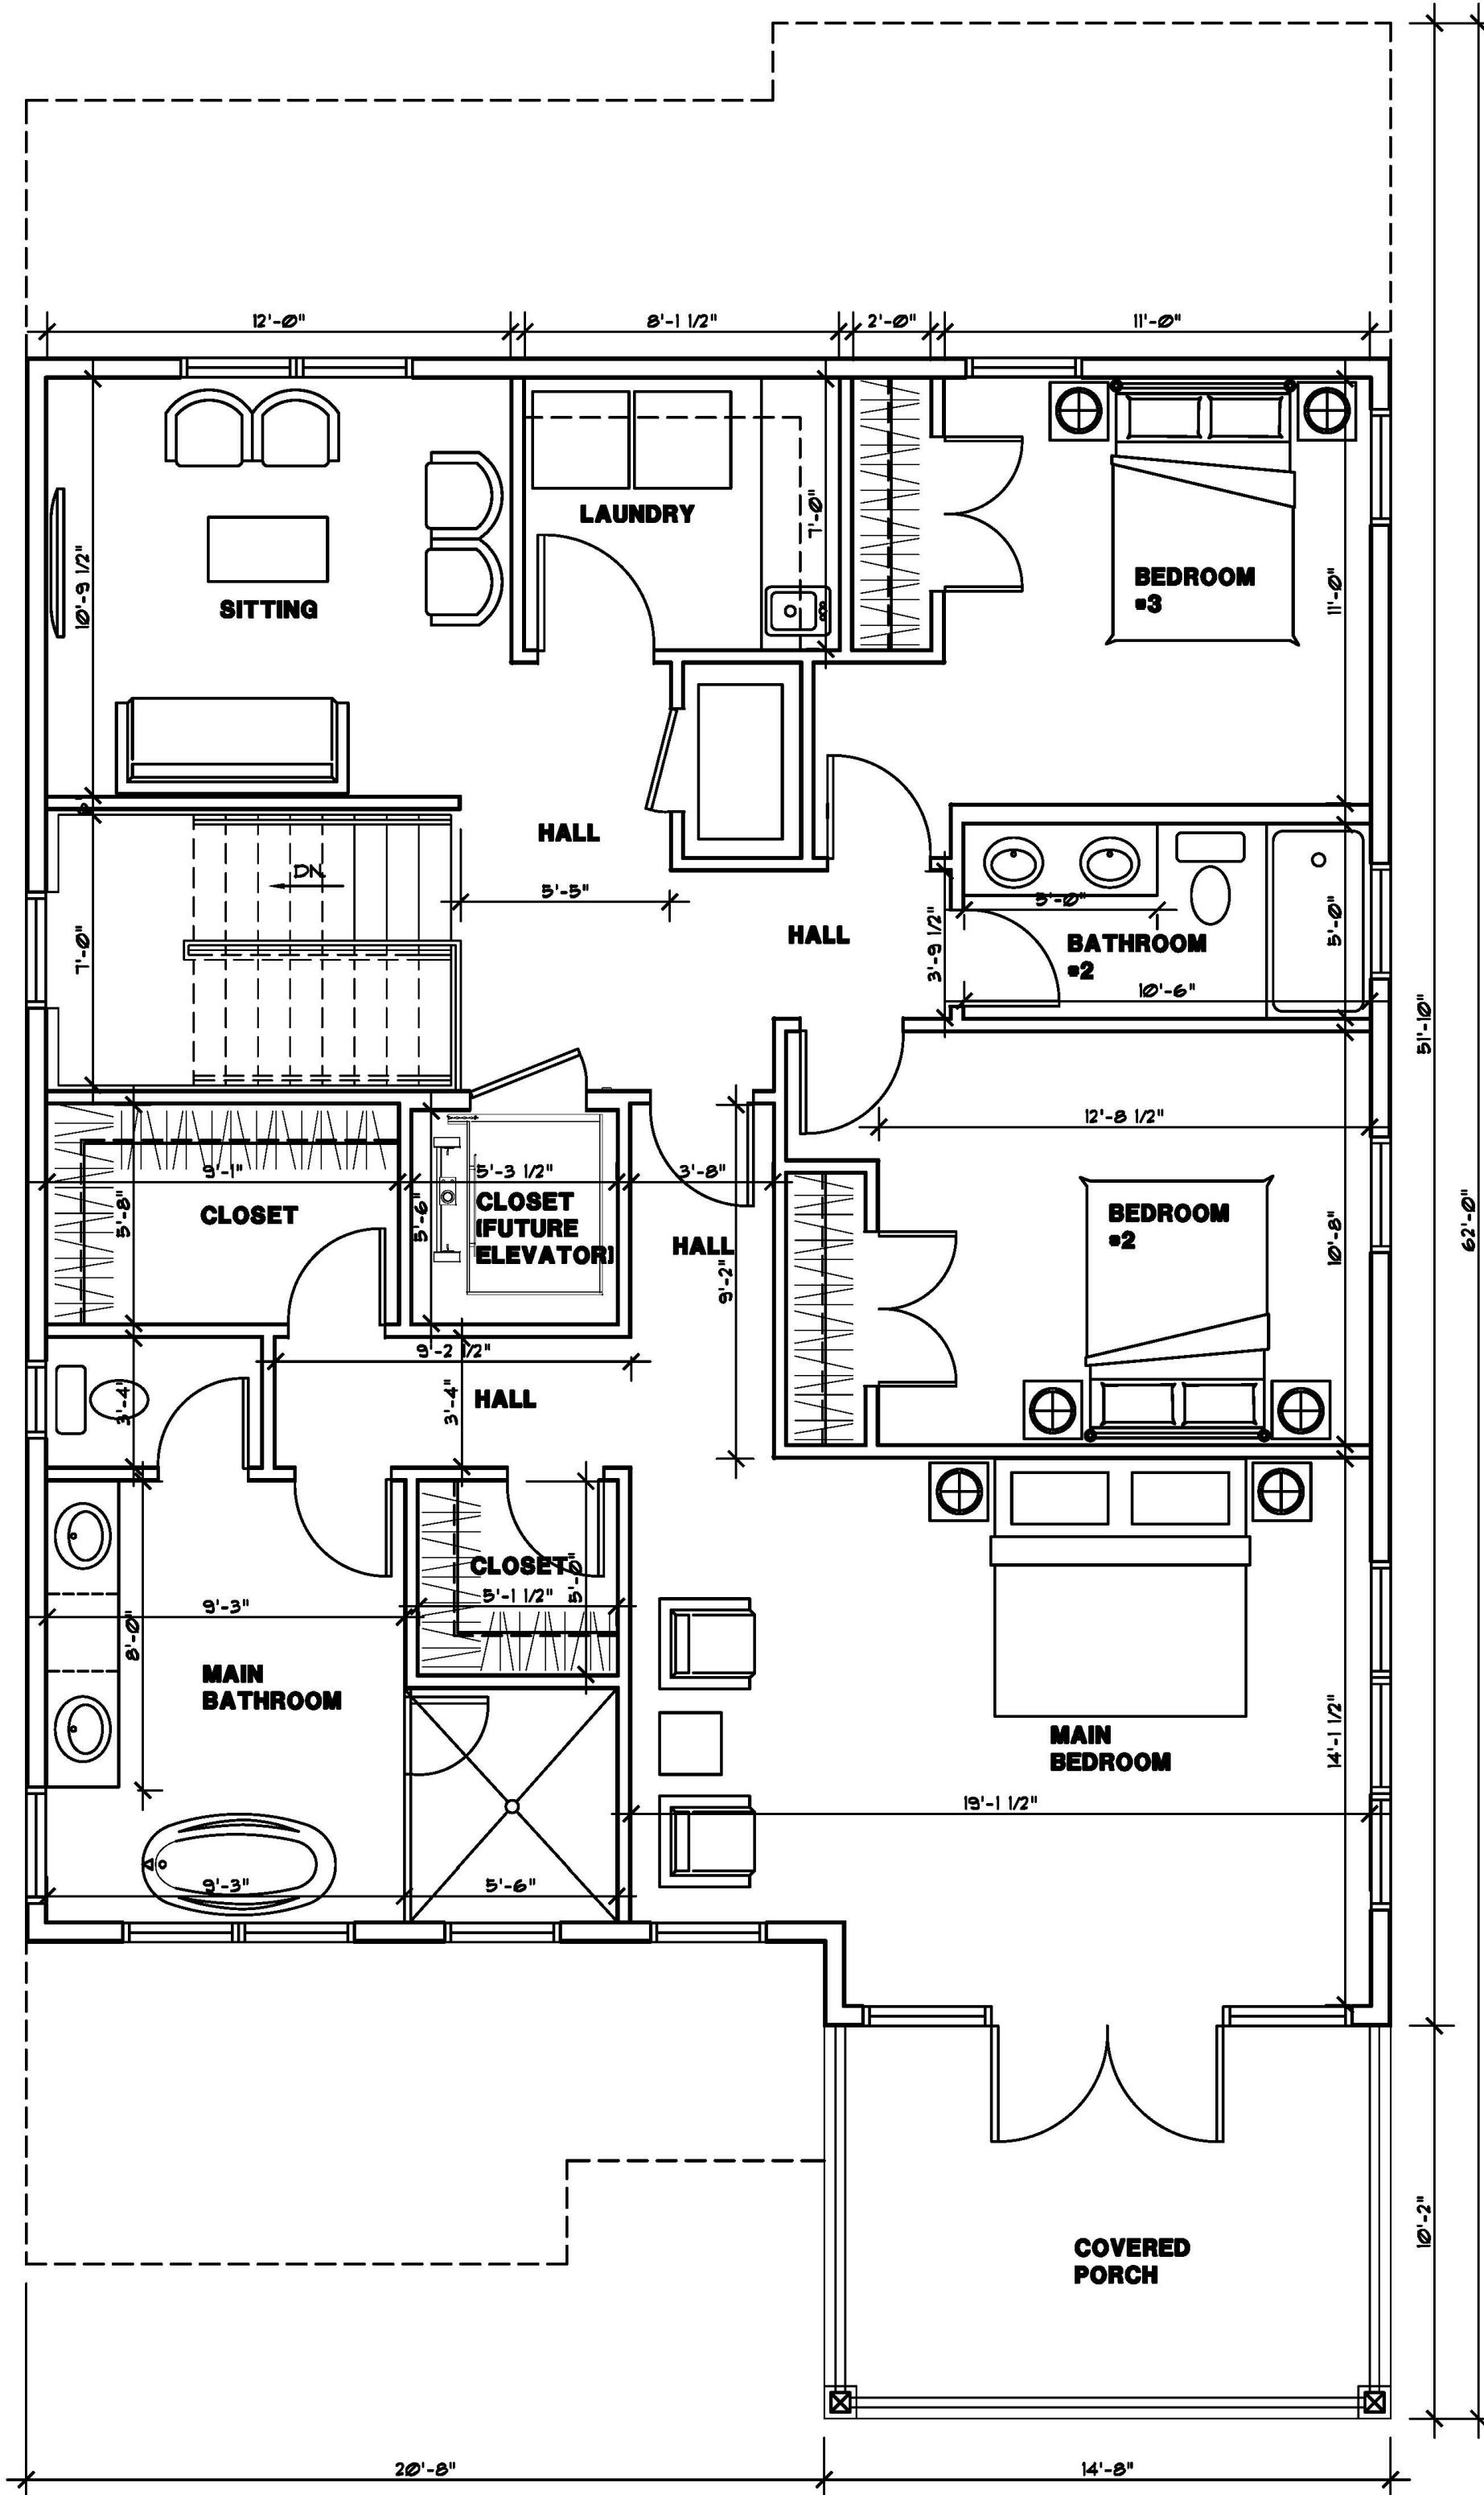 12'-0"
8'-1 1/2"
2'-0"
11'-0"
LAUNDRY
7'-0"
10'-9 1/2"
SITTING
BEDROOM
#3
11'-0"
HALL
DN.
5'-5"
HALL
3'-9 1/2"
5'-0"
BATHROOM
#2
5'-0"
10'-6"
7'-0"
51'-10"
62'-0"
12'-8 1/2"
9'-1"
5'-8"
CLOSET
5'-3 1/2"
5'-6"
CLOSET
(FUTURE
ELEVATOR)
3'-8"
HALL
9'-2"
BEDROOM
#2
10'-8"
9'-2 1/2"
3'-4"
3'-4"
HALL
CLOSET
5'-1 1/2"
5'-0"
9'-3"
8'-0"
MAIN
BATHROOM
MAIN
BEDROOM
14'-1 1/2"
19'-1 1/2"
9'-3"
5'-6"
10'-2"
COVERED
PORCH
20'-8"
14'-8"